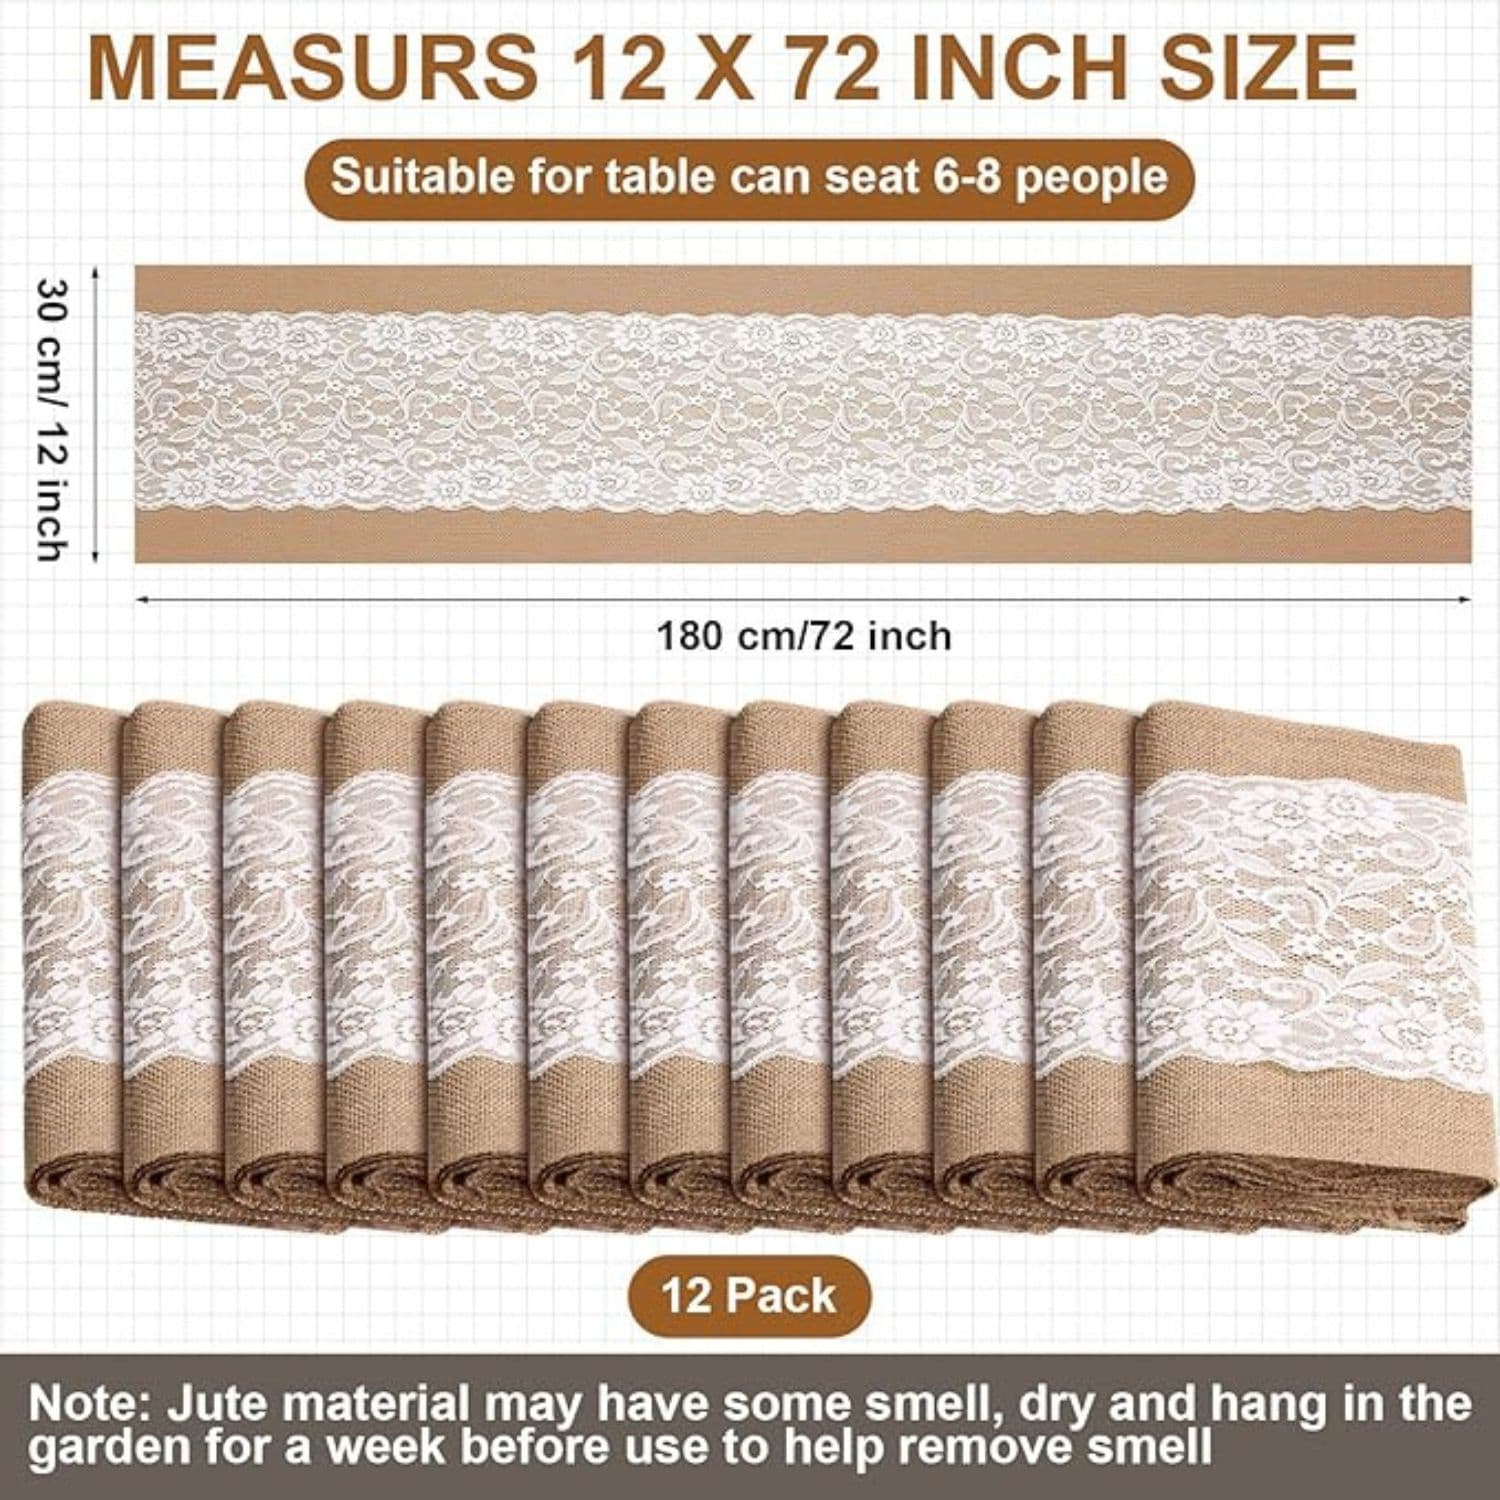 MEASURS 12 X 72 INCH SIZE
Suitable for table can seat 6-8 people
30 cm/ 12 inch
180 cm/72 inch
12 Pack
Note: Jute material may have some smell, dry and hang in the
garden for a week before use to help remove smell